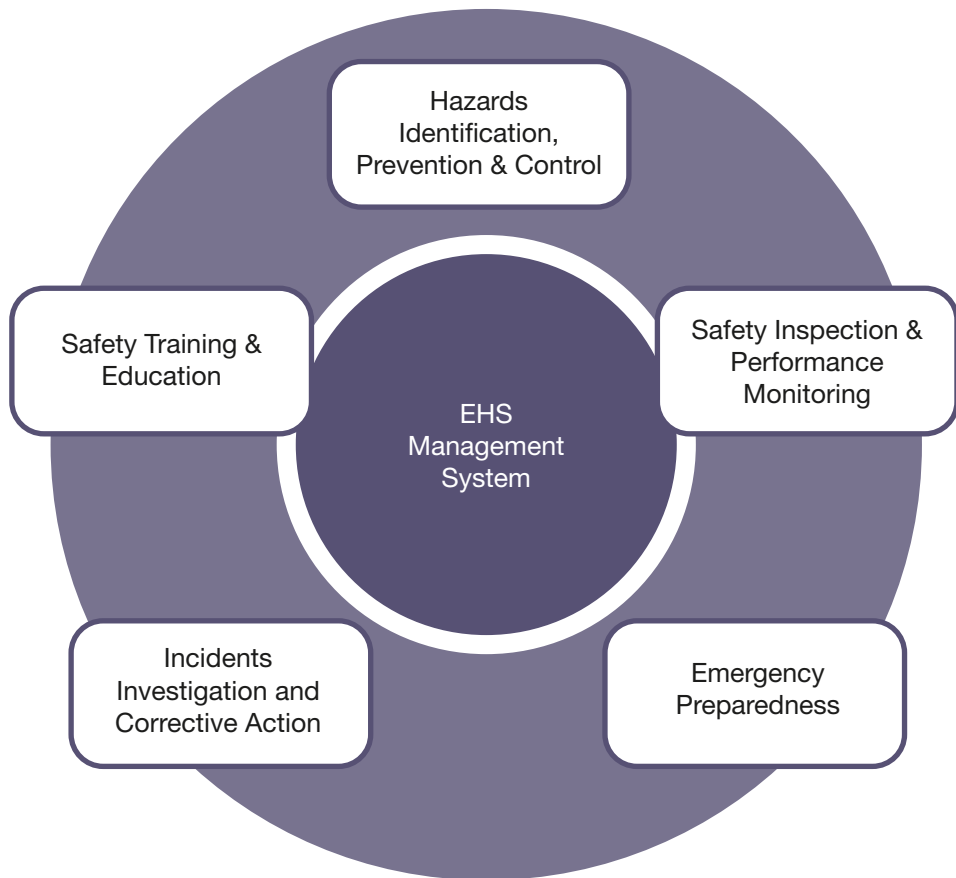 Hazards
Identification,
Prevention & Control
Safety Training &
Education
Safety Inspection &
Performance
Monitoring
EHS
Management
System
Incidents
Investigation and
Corrective Action
Emergency
Preparedness